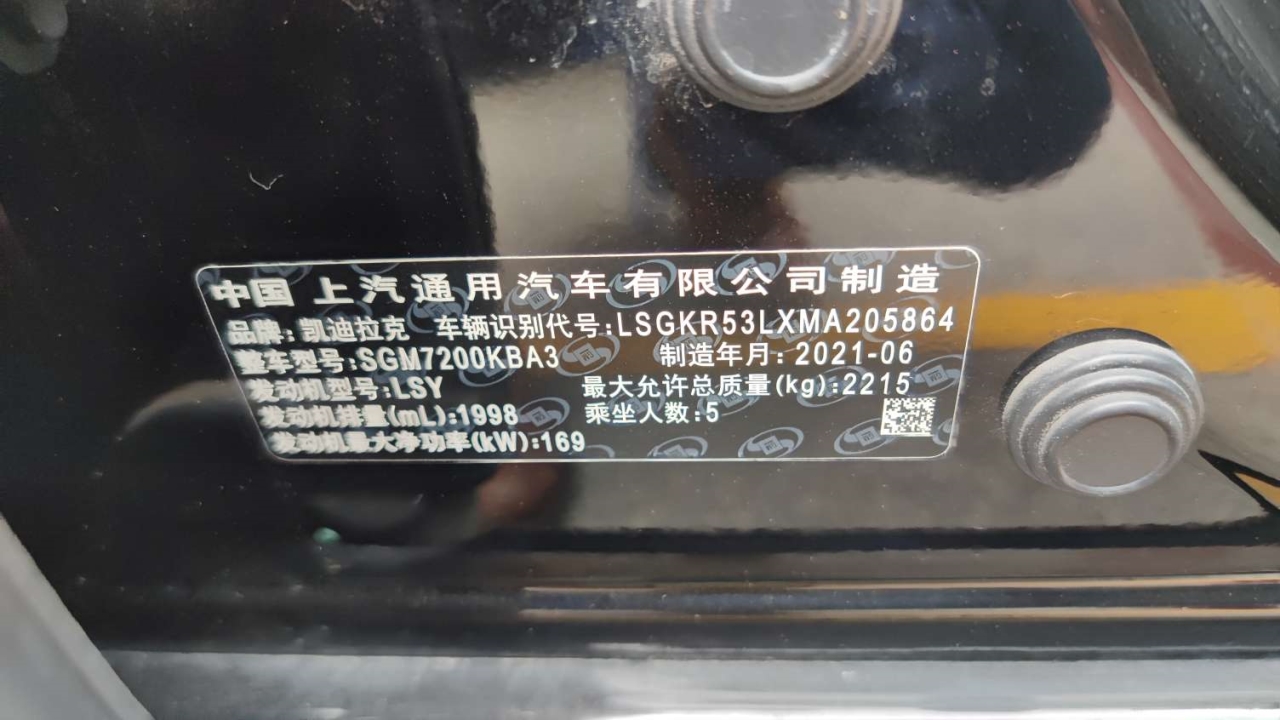 中国 上汽通用汽车有限公司制造
品牌:凯迪拉克 车辆识别代号:LSGKR53LXMA205864
整车型号:SGM7200KBA3 制造年月:2021-06
发动机型号:LSY 最大允许总质量(kg):2215
发动机排量(mL):1998 乘坐人数:5
发动机最大净功率(kW):169